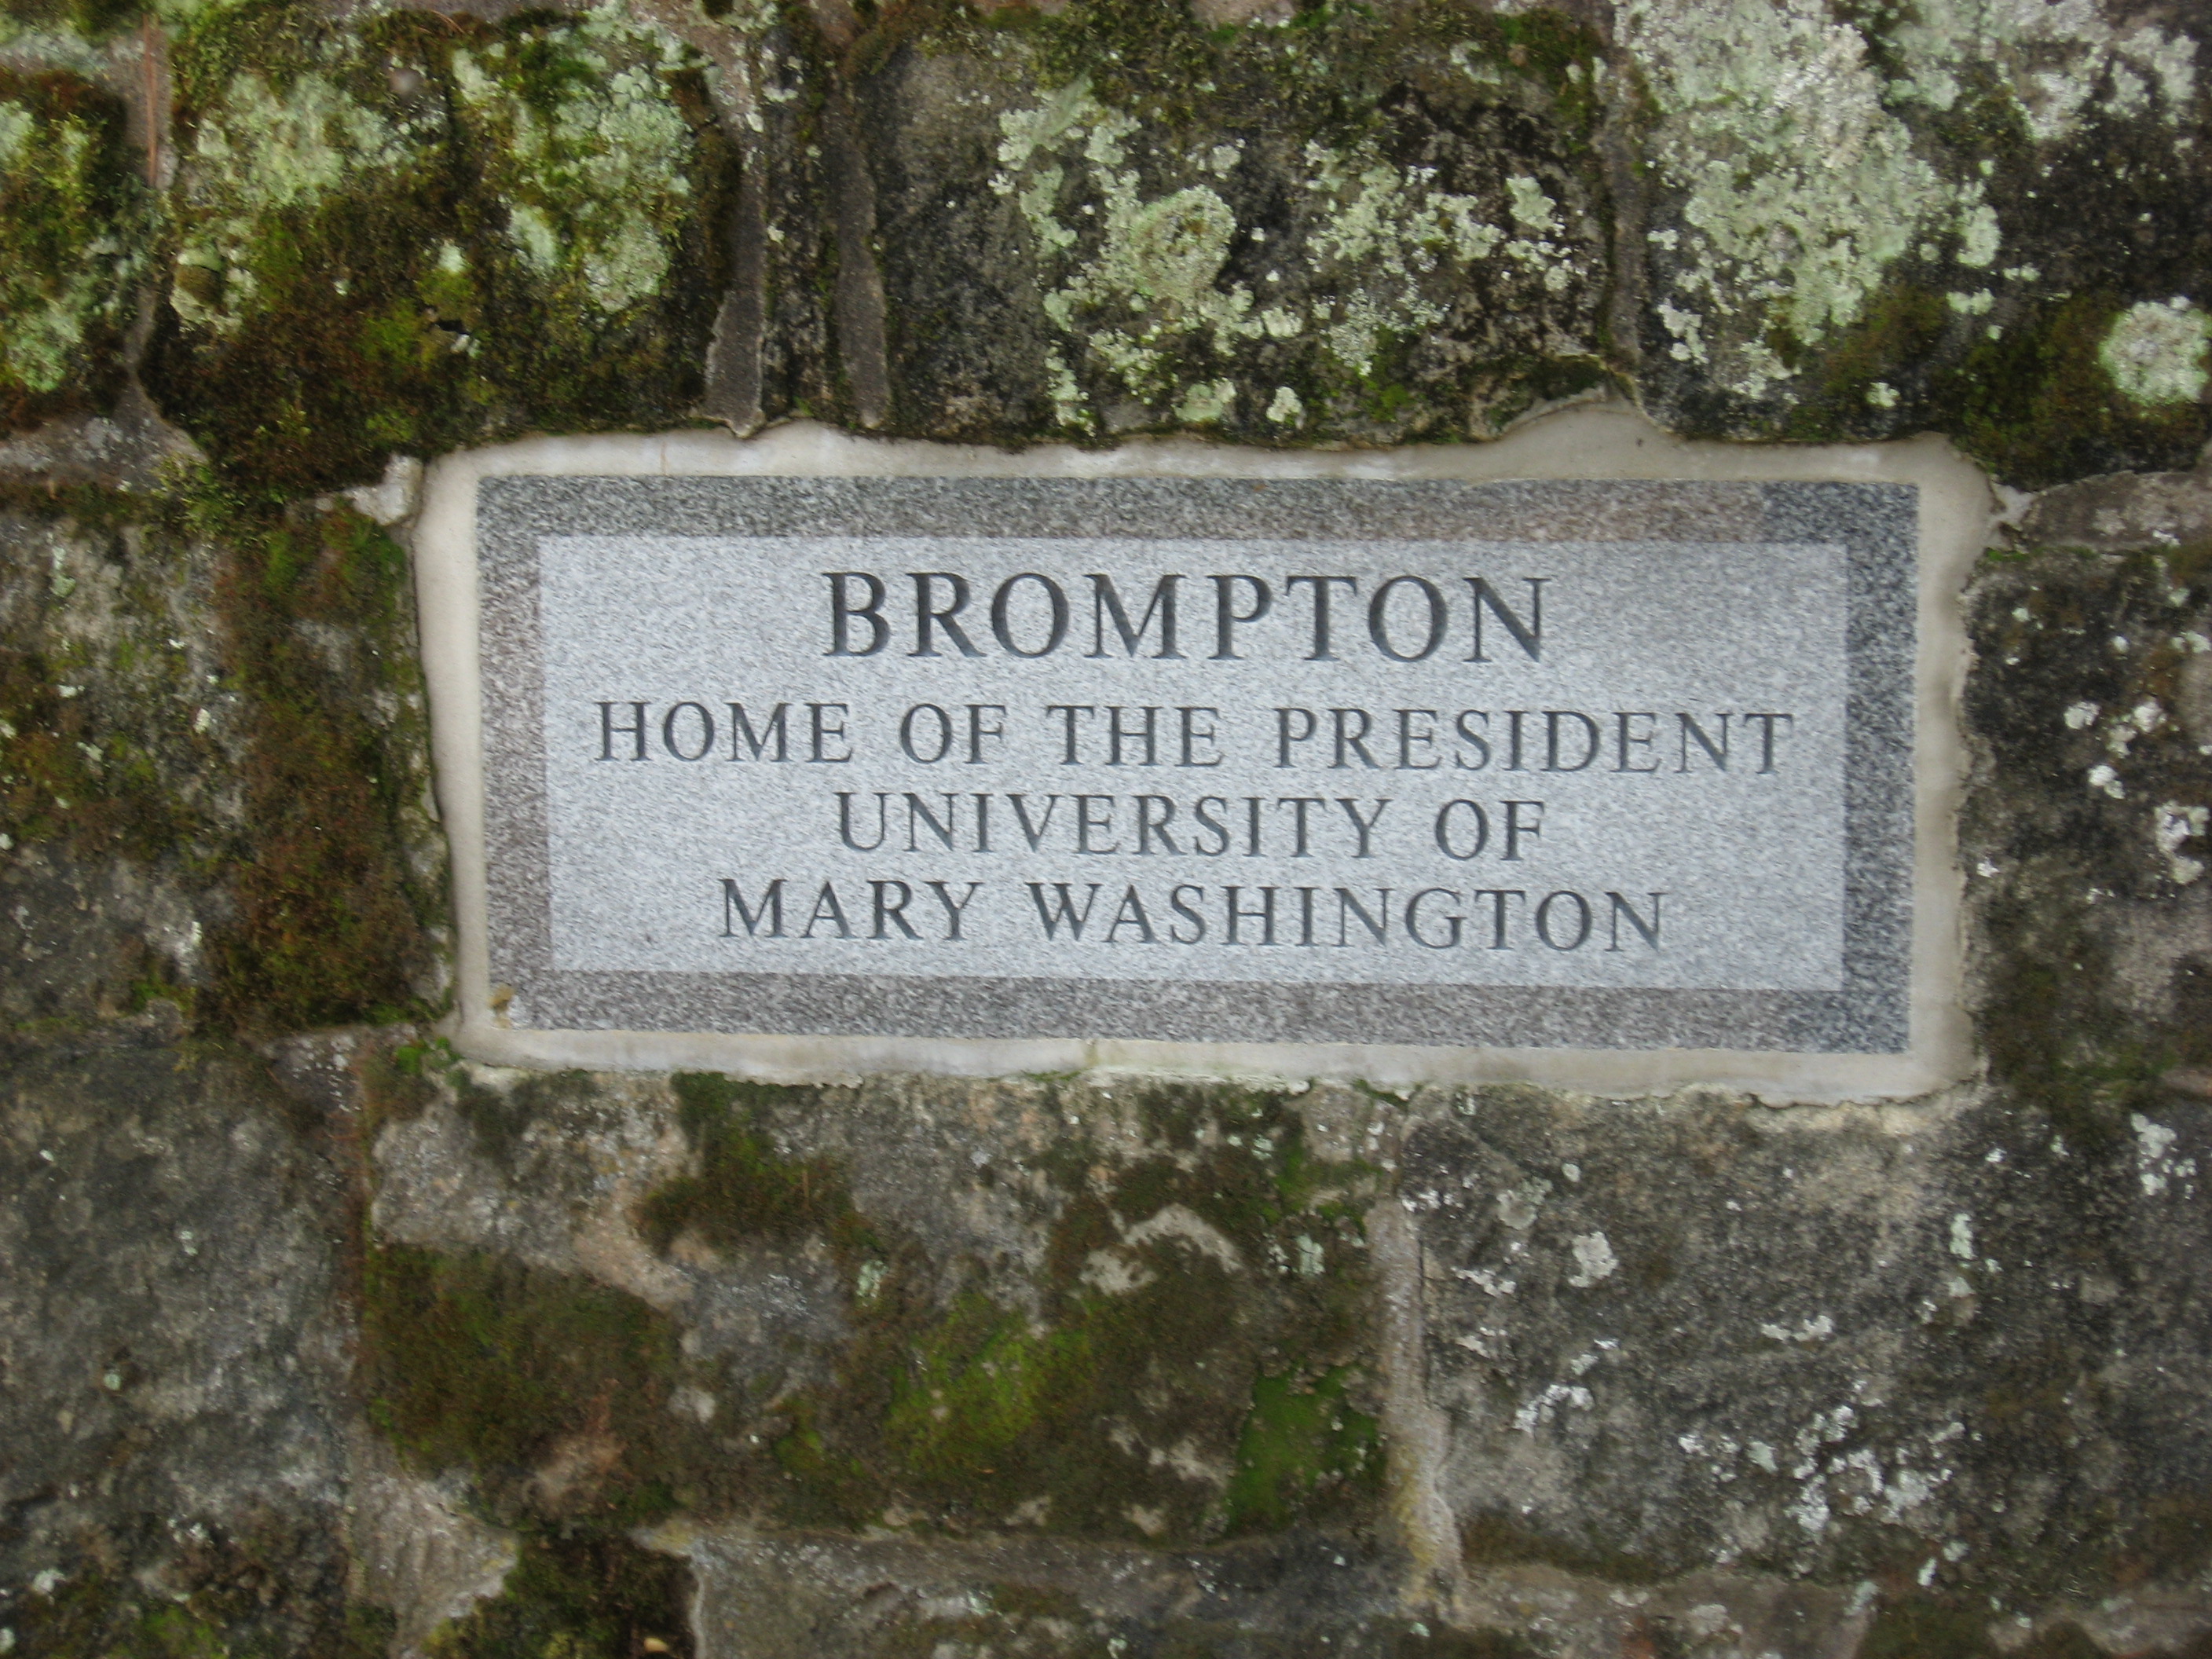 BROMPTON
HOME OF THE PRESIDENT
UNIVERSITY OF
MARY WASHINGTON